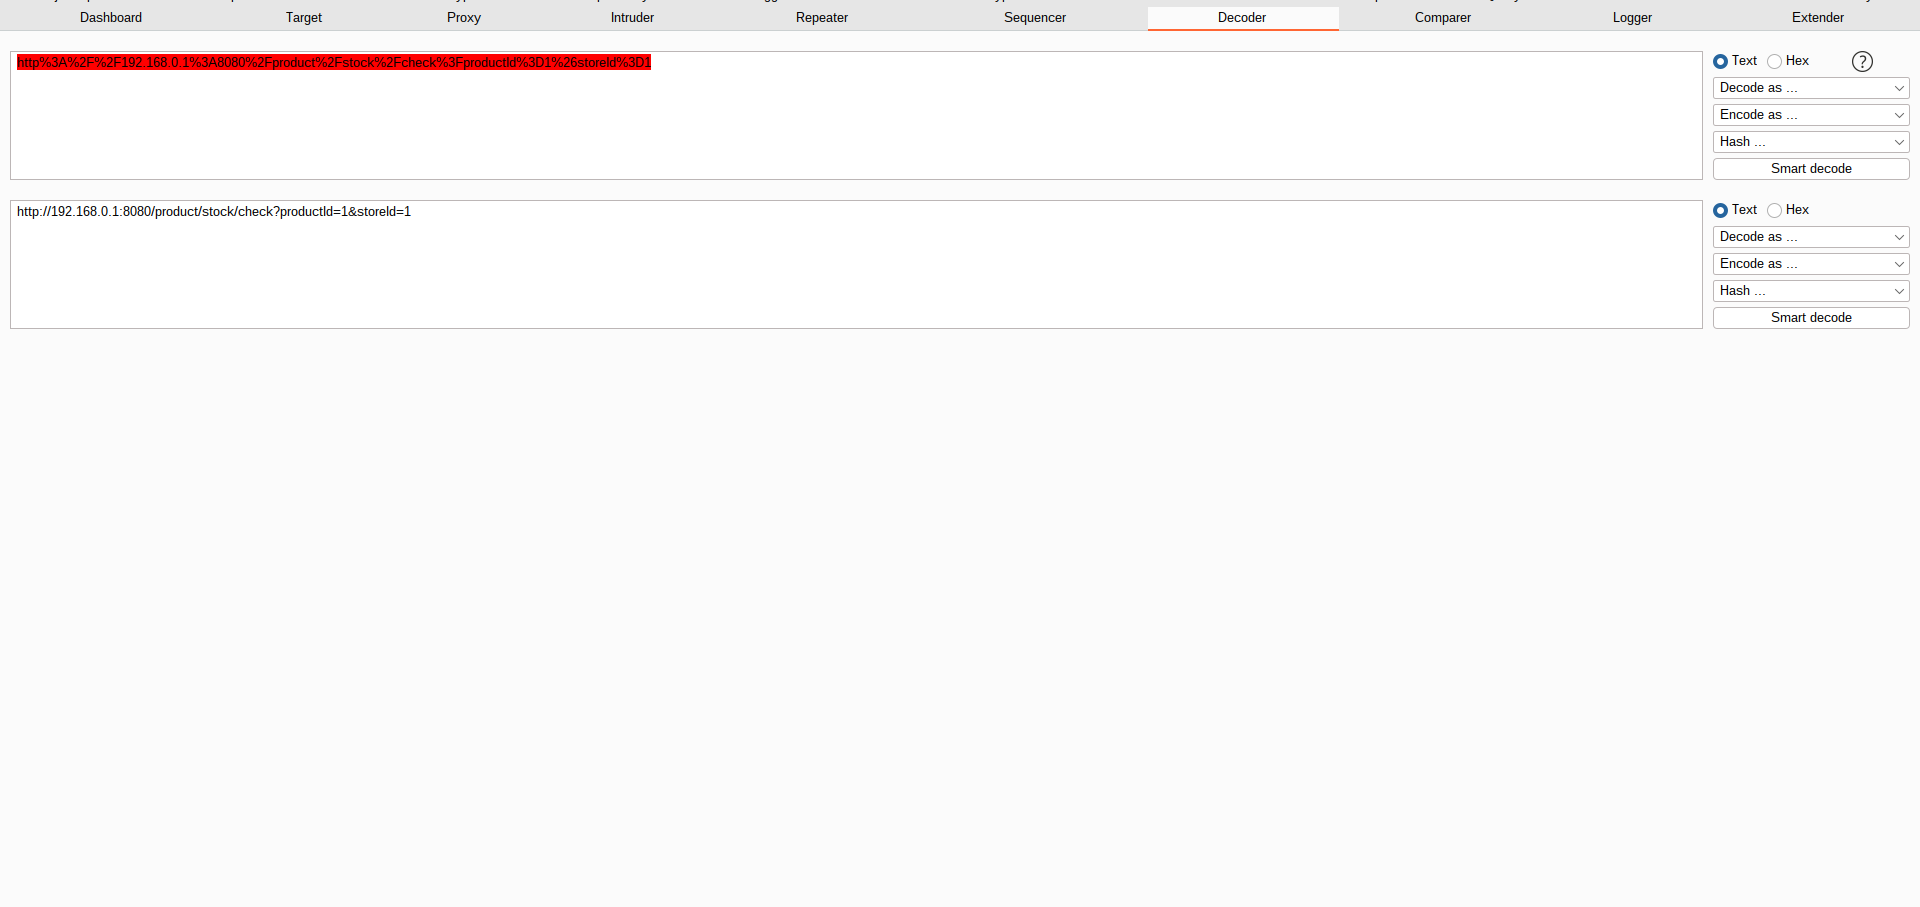 Dashboard Target Proxy Intruder Repeater Sequencer Decoder Comparer Logger Extender
http%3A%2F%2F192.168.0.1%3A8080%2Fproduct%2Fstock%2Fcheck%3FproductId%3D1%26storeId%3D1
Text Hex ?
Decode as ...
Encode as ...
Hash ...
Smart decode
http://192.168.0.1:8080/product/stock/check?productId=1&storeId=1
Text Hex
Decode as ...
Encode as ...
Hash ...
Smart decode